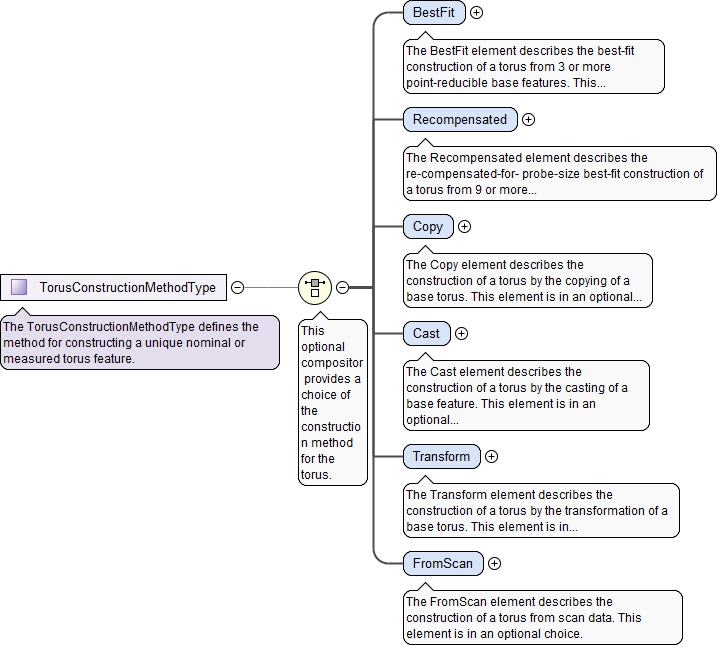 BestFit
The BestFit element describes the best-fit
construction of a torus from 3 or more
point-reducible base features. This...
Recompensated
The Recompensated element describes the
re-compensated-for- probe-size best-fit construction of
a torus from 9 or more...
Copy
The Copy element describes the
construction of a torus by the copying of a
base torus. This element is in an optional...
TorusConstructionMethodType
The TorusConstructionMethodType defines the
method for constructing a unique nominal or
measured torus feature.
This
optional
compositor
provides a
choice of
the
constructio
n method
for the
torus.
Cast
The Cast element describes the
construction of a torus by the casting of a
base feature. This element is in an
optional...
Transform
The Transform element describes the
construction of a torus by the transformation of a
base torus. This element is in...
FromScan
The FromScan element describes the
construction of a torus from scan data. This
element is in an optional choice.